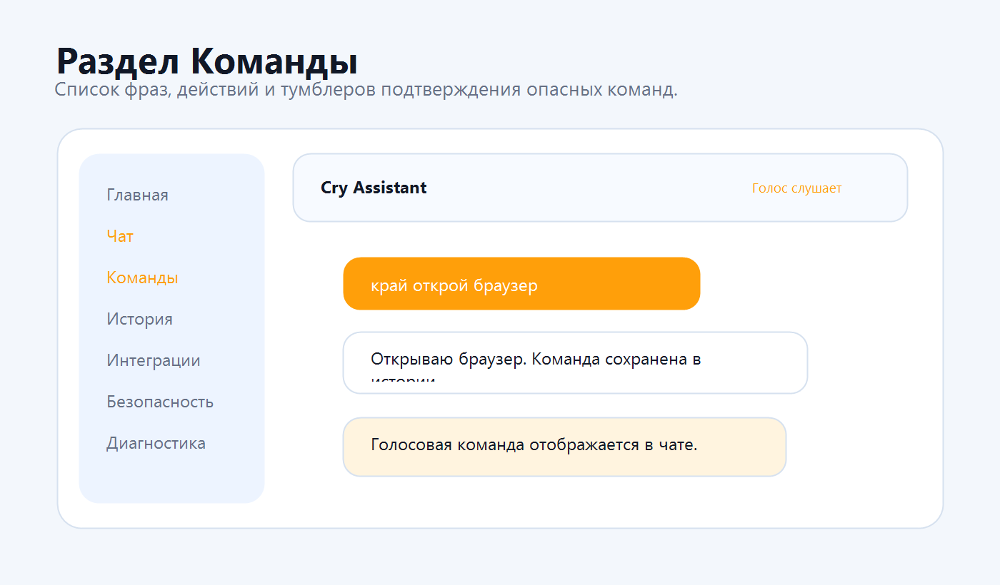 Раздел Команды
Список фраз, действий и тумблеров подтверждения опасных команд.
Главная
Чат
Команды
История
Интеграции
Безопасность
Диагностика
Cry Assistant
Голос слушает
край открой браузер
Открываю браузер. Команда сохранена в
истории
Голосовая команда отображается в чате.